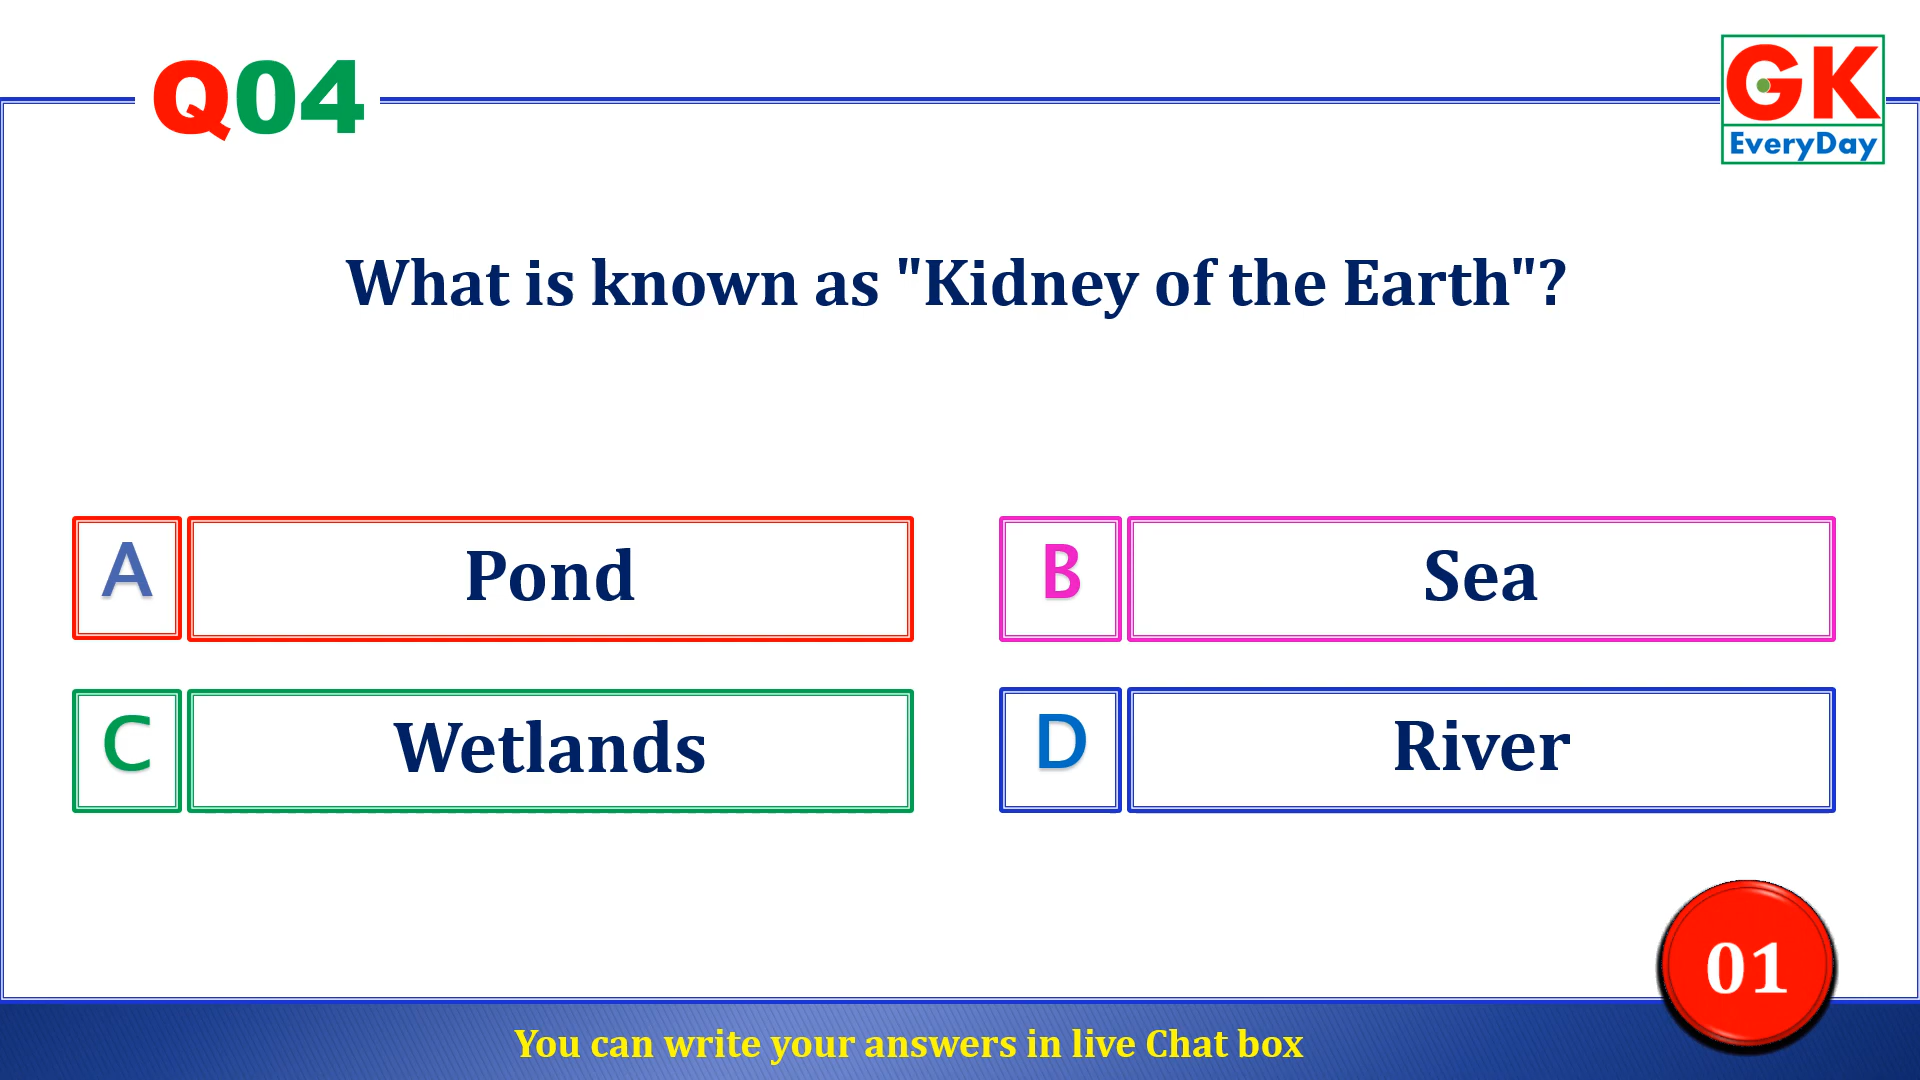 Q04
GK
EveryDay
What is known as "Kidney of the Earth"?
A Pond
B Sea
C Wetlands
D River
01
You can write your answers in live Chat box